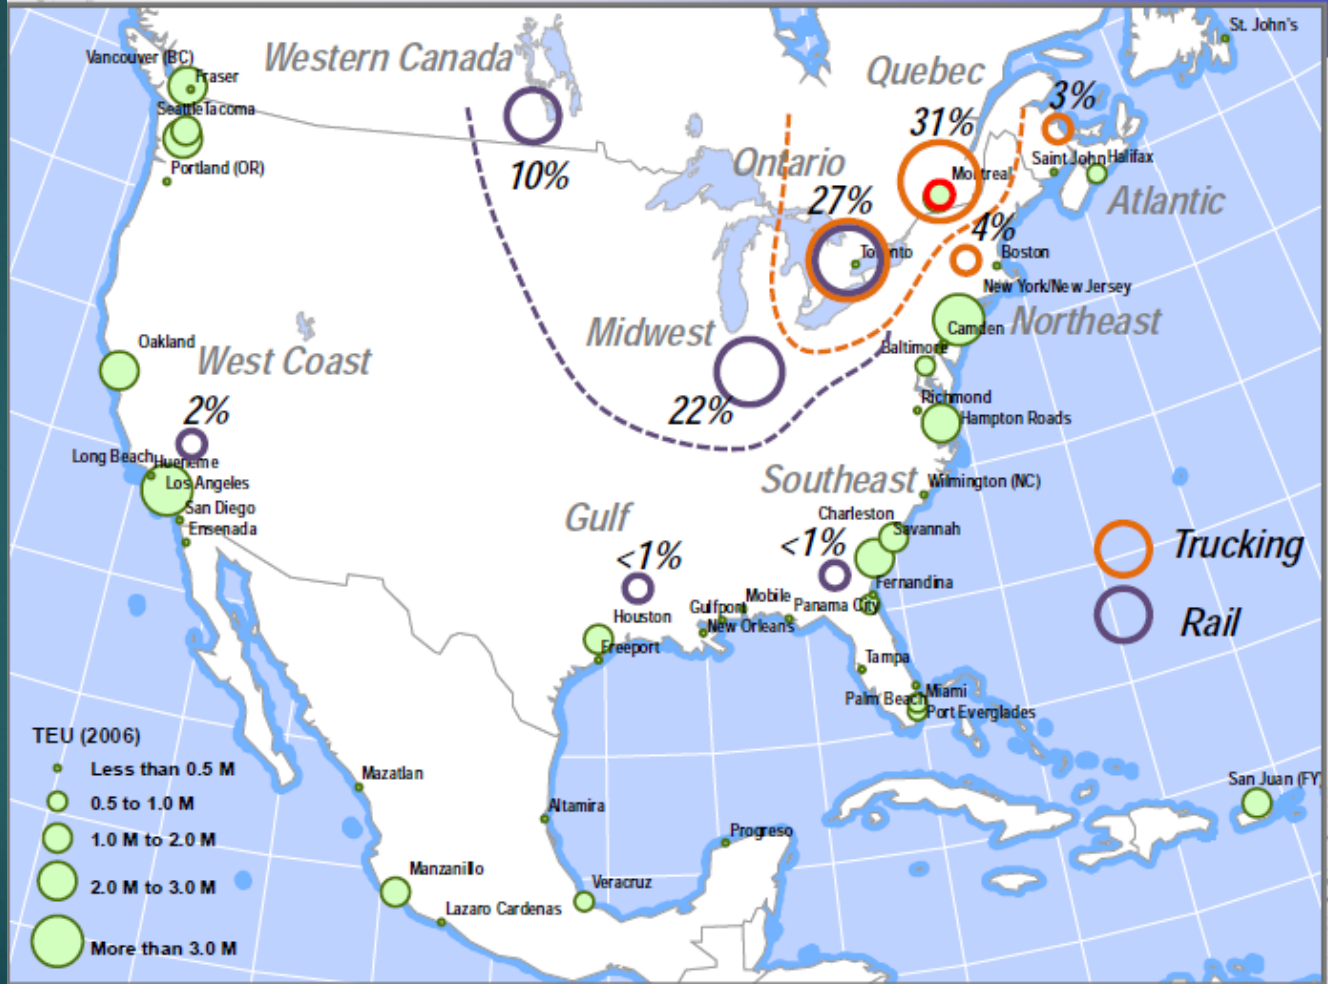 St. John's
Vancouver (BC)
Western Canada
Fraser
Quebec
3%
SeattleTacoma
31%
Portland (OR)
10%
Ontario
Montreal
Saint John
Halifax
27%
Atlantic
4%
Toronto
Boston
New York/New Jersey
Oakland
Midwest
Camden
Northeast
West Coast
Baltimore
2%
22%
Richmond
Hampton Roads
Long Beach
Hueneme
Los Angeles
Southeast
Wilmington (NC)
San Diego
Ensenada
Gulf
Charleston
Savannah
<1%
<1%
Trucking
Fernandina
Houston
Gulfport
Mobile
Panama City
New Orleans
Rail
Freeport
Tampa
Palm Beach
Miami
Port Everglades
TEU (2006)
Less than 0.5 M
0.5 to 1.0 M
1.0 M to 2.0 M
2.0 M to 3.0 M
More than 3.0 M
Mazatlan
Altamira
San Juan (FY)
Progreso
Manzanillo
Veracruz
Lazaro Cardenas